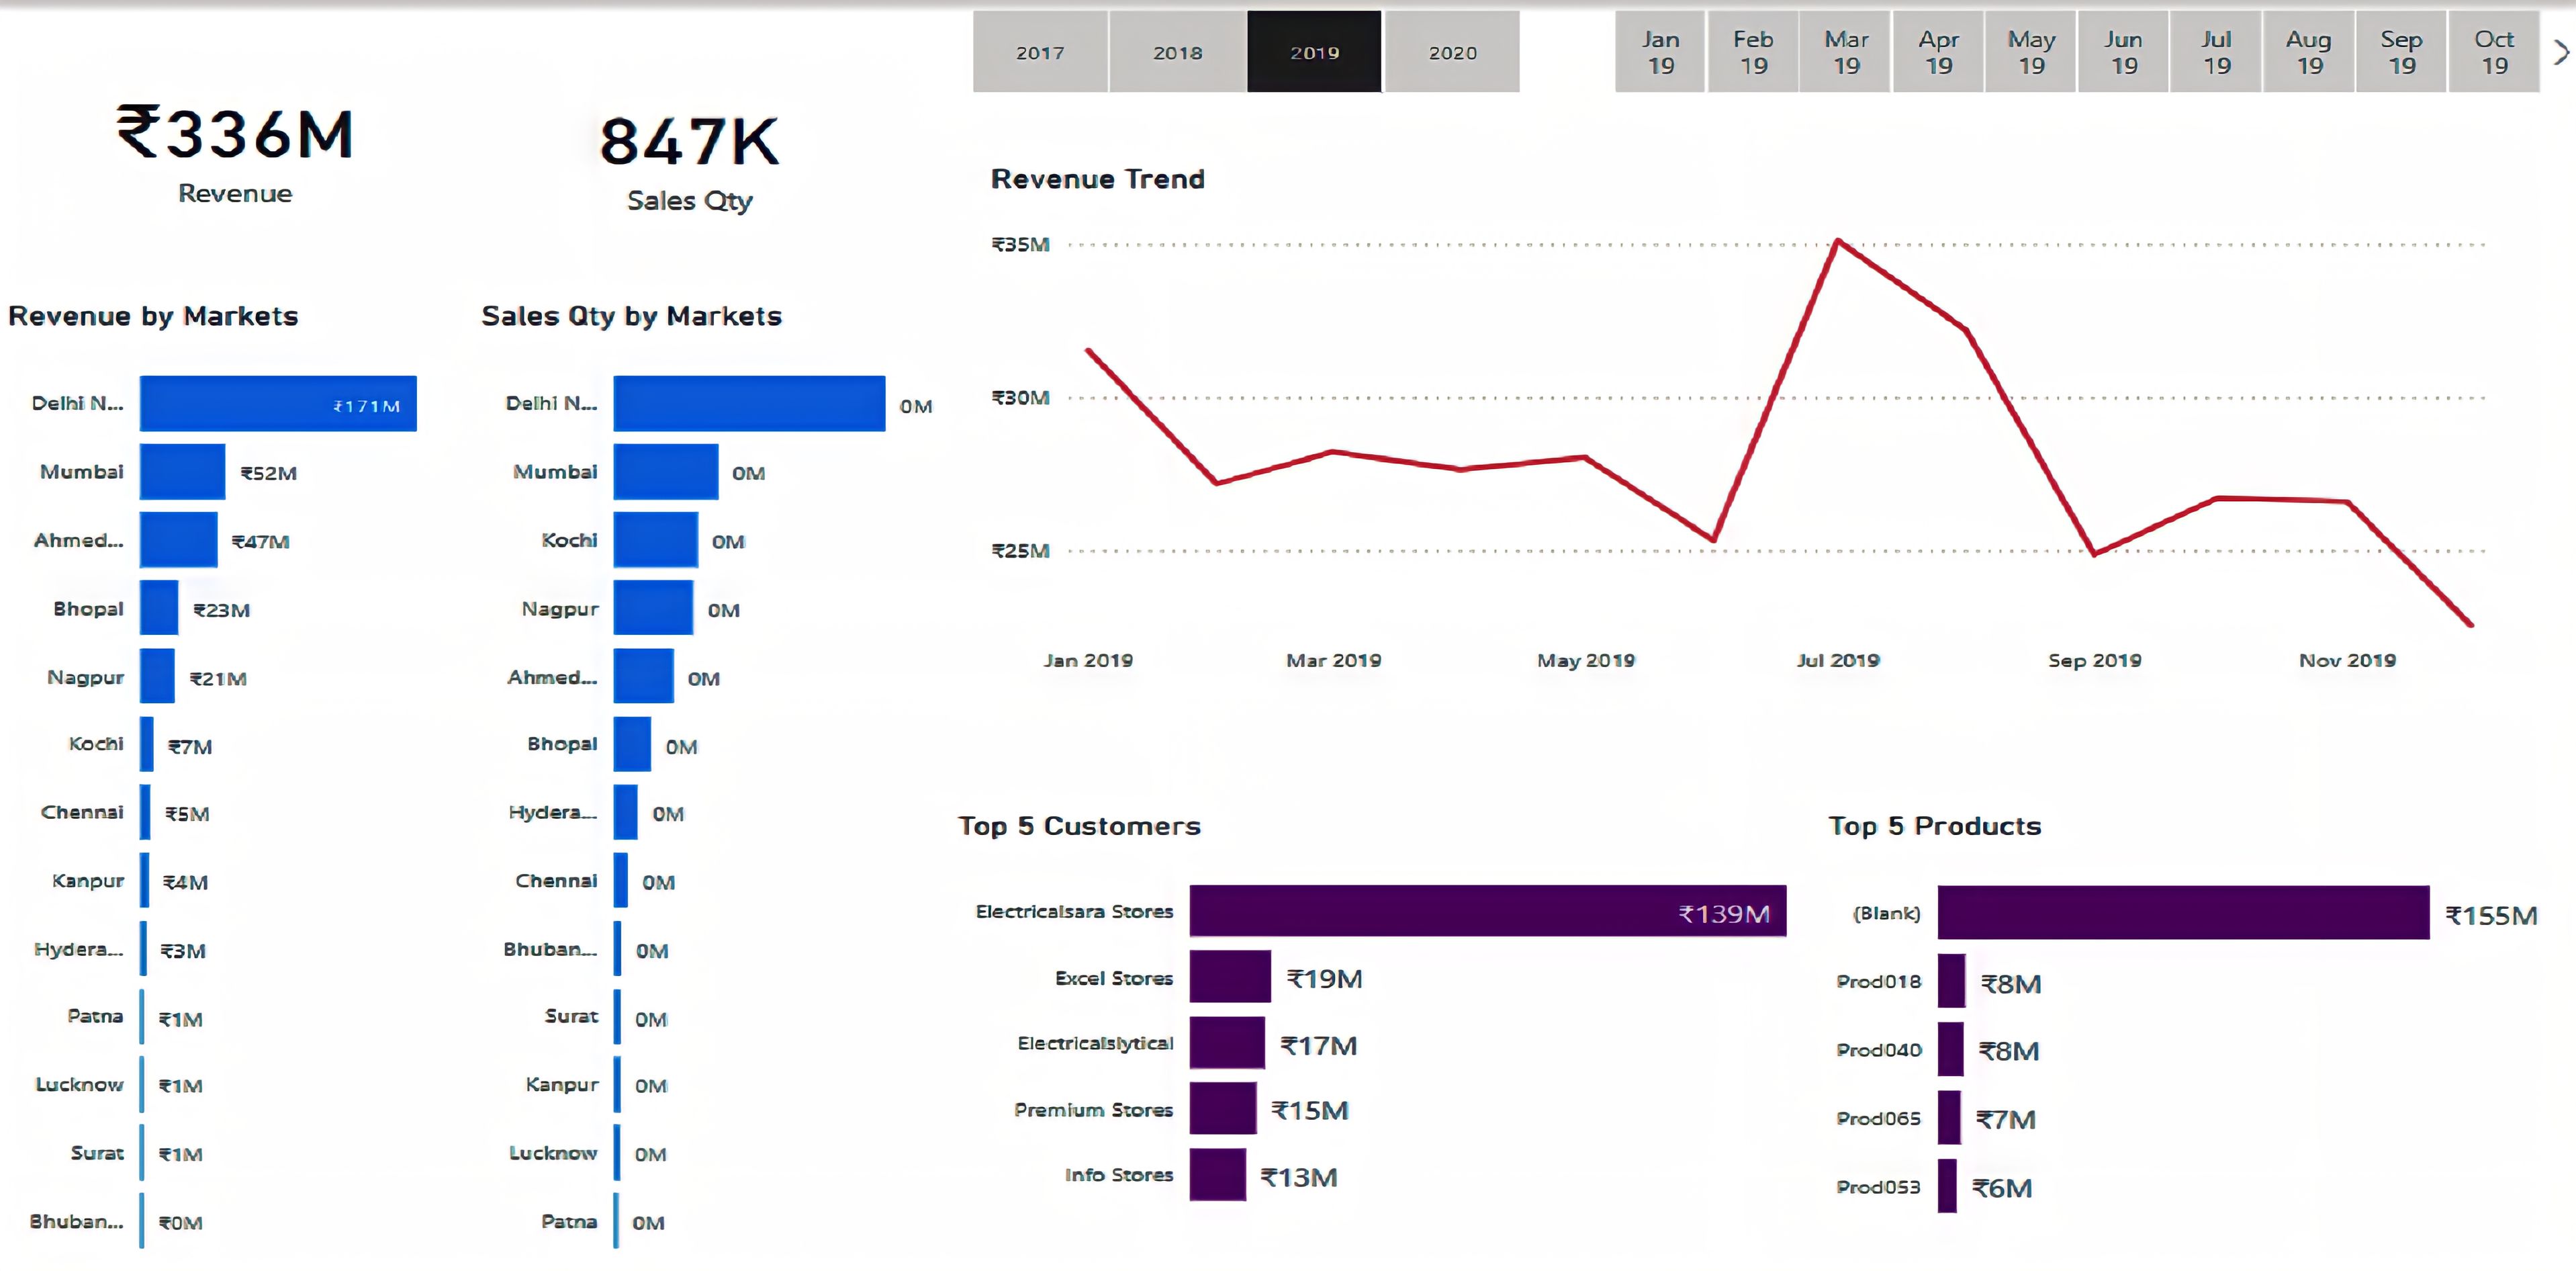 2017 2018 2019 2020
Jan 19 Feb 19 Mar 19 Apr 19 May 19 Jun 19 Jul 19 Aug 19 Sep 19 Oct 19
₹336M
Revenue
847K
Sales Qty
Revenue by Markets
Delhi N... ₹171M
Mumbai ₹52M
Ahmed... ₹47M
Bhopal ₹23M
Nagpur ₹21M
Kochi ₹7M
Chennai ₹5M
Kanpur ₹4M
Hydera... ₹3M
Patna ₹1M
Lucknow ₹1M
Surat ₹1M
Bhuban... ₹0M
Sales Qty by Markets
Delhi N... 0M
Mumbai 0M
Kochi 0M
Nagpur 0M
Ahmed... 0M
Bhopal 0M
Hydera... 0M
Chennai 0M
Bhuban... 0M
Surat 0M
Kanpur 0M
Lucknow 0M
Patna 0M
Revenue Trend
₹35M
₹30M
₹25M
Jan 2019 Mar 2019 May 2019 Jul 2019 Sep 2019 Nov 2019
Top 5 Customers
Electricalsara Stores ₹139M
Excel Stores ₹19M
Electricalslytical ₹17M
Premium Stores ₹15M
Info Stores ₹13M
Top 5 Products
(Blank) ₹155M
Prod018 ₹8M
Prod040 ₹8M
Prod065 ₹7M
Prod053 ₹6M